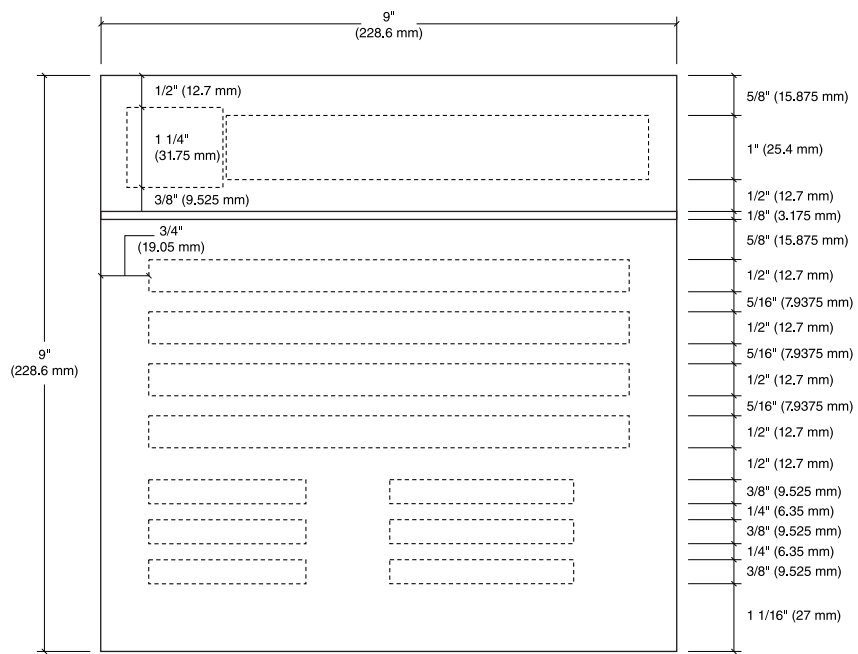 9"
(228.6 mm)
1/2" (12.7 mm)
1 1/4"
(31.75 mm)
3/8" (9.525 mm)
3/4"
(19.05 mm)
9"
(228.6 mm)
5/8" (15.875 mm)
1" (25.4 mm)
1/2" (12.7 mm)
1/8" (3.175 mm)
5/8" (15.875 mm)
1/2" (12.7 mm)
5/16" (7.9375 mm)
1/2" (12.7 mm)
5/16" (7.9375 mm)
1/2" (12.7 mm)
5/16" (7.9375 mm)
1/2" (12.7 mm)
1/2" (12.7 mm)
3/8" (9.525 mm)
1/4" (6.35 mm)
3/8" (9.525 mm)
1/4" (6.35 mm)
3/8" (9.525 mm)
1 1/16" (27 mm)